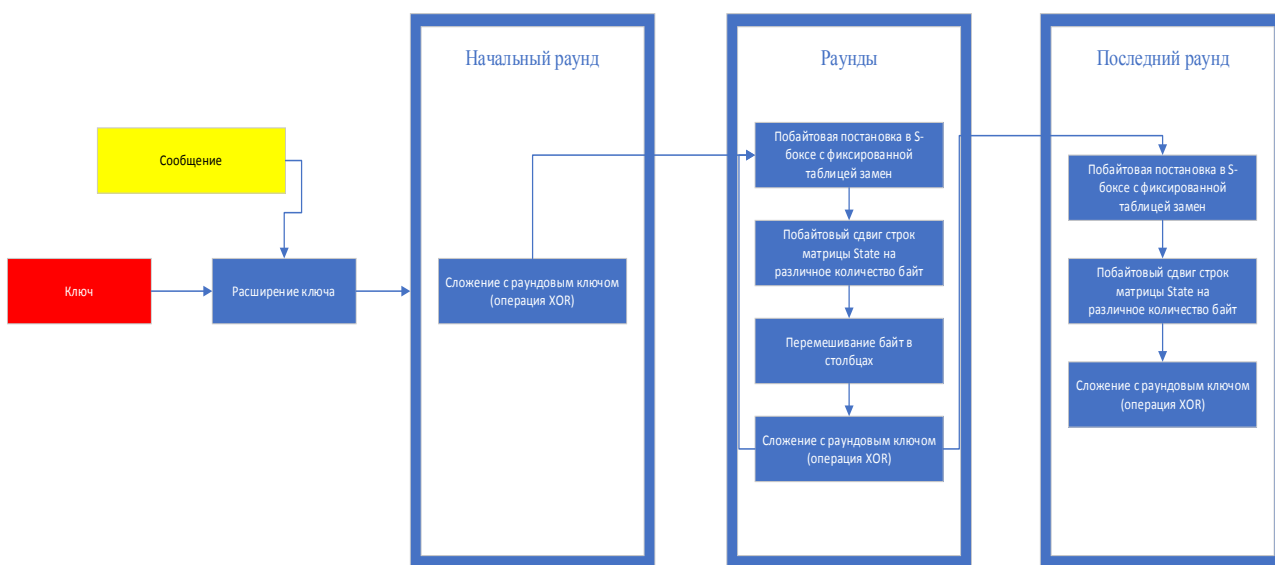 Начальный раунд
Раунды
Последний раунд
Сообщение
Ключ
Расширение ключа
Сложение с раундовым ключом
(операция XOR)
Побайтовая постановка в S-
боксе с фиксированной
таблицей замен
Побайтовый сдвиг строк
матрицы State на
различное количество байт
Перемешивание байт в
столбцах
Сложение с раундовым ключом
(операция XOR)
Побайтовая постановка в S-
боксе с фиксированной
таблицей замен
Побайтовый сдвиг строк
матрицы State на
различное количество байт
Сложение с раундовым ключом
(операция XOR)